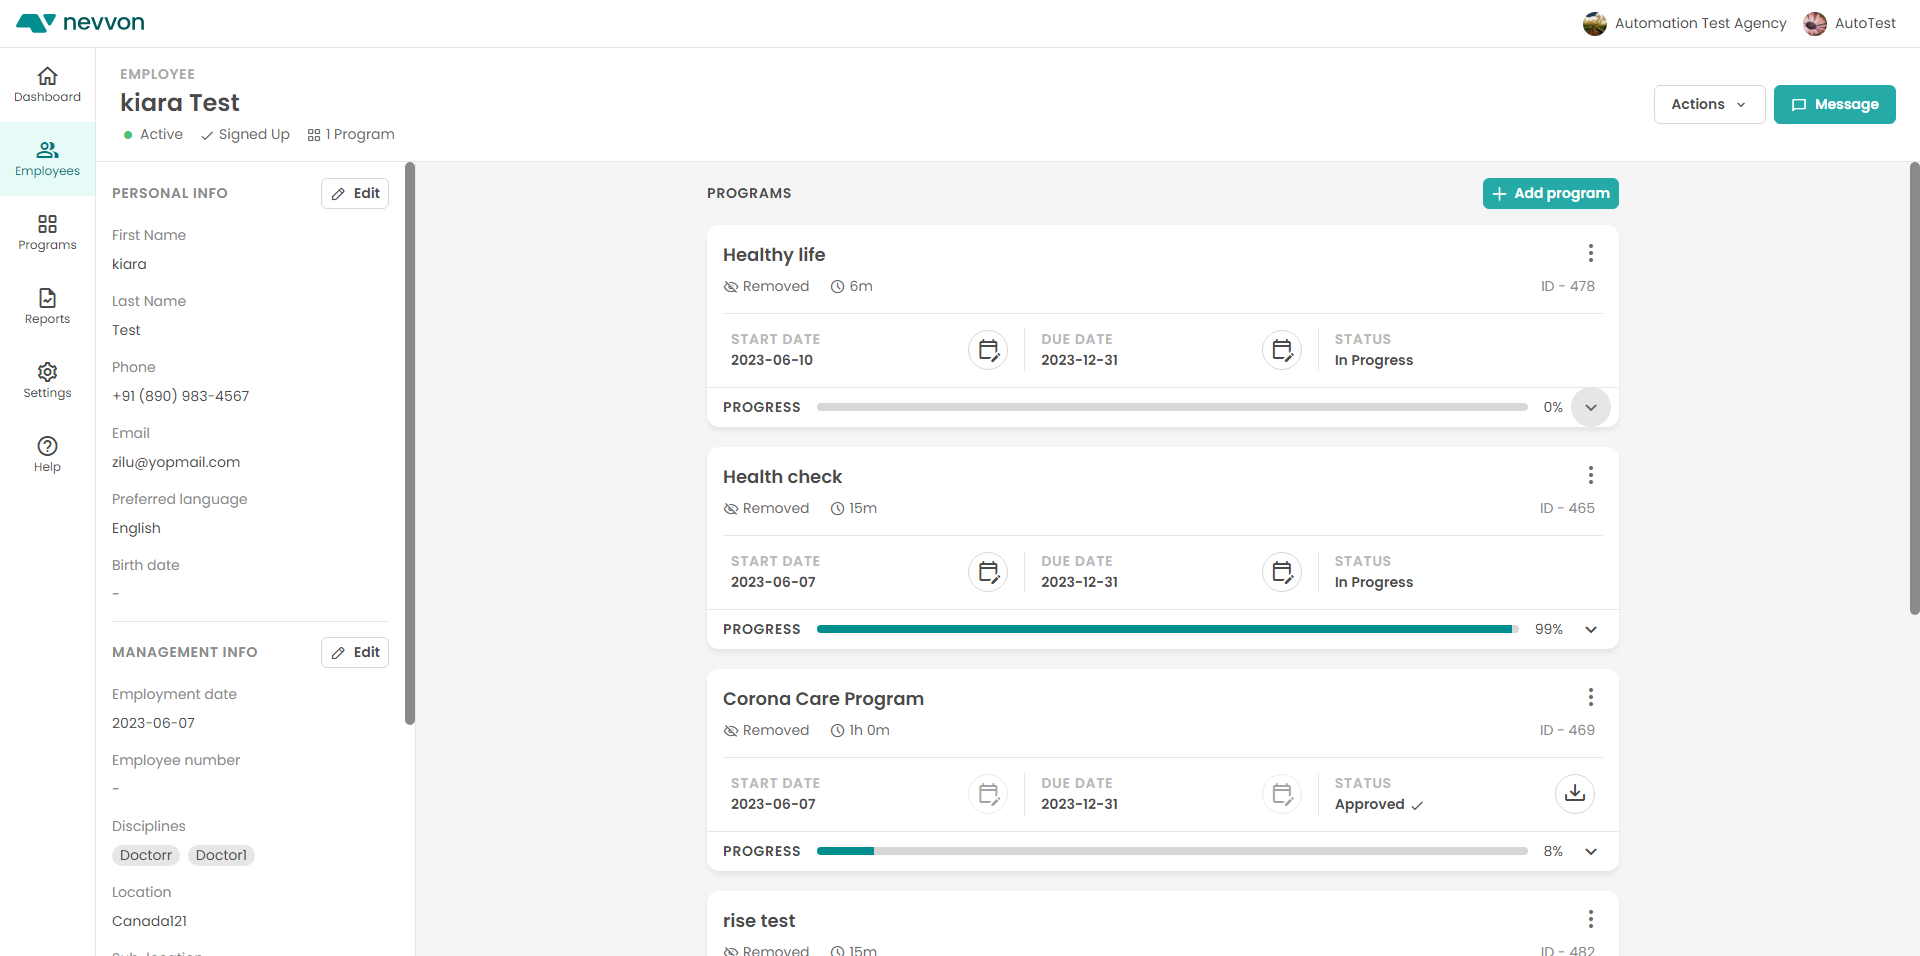 nevvon
Automation Test Agency
AutoTest
Dashboard
Employees
Programs
Reports
Settings
Help
EMPLOYEE
kiara Test
Active
Signed Up
1 Program
Actions
Message
PERSONAL INFO
Edit
First Name
kiara
Last Name
Test
Phone
+91 (890) 983-4567
Email
zilu@yopmail.com
Preferred language
English
Birth date
-
MANAGEMENT INFO
Edit
Employment date
2023-06-07
Employee number
-
Disciplines
Doctorr Doctor1
Location
Canada121
Sub-location
PROGRAMS
Add program
Healthy life
Removed 6m ID - 478
START DATE
2023-06-10
DUE DATE
2023-12-31
STATUS
In Progress
PROGRESS 0%
Health check
Removed 15m ID - 465
START DATE
2023-06-07
DUE DATE
2023-12-31
STATUS
In Progress
PROGRESS 99%
Corona Care Program
Removed 1h 0m ID - 469
START DATE
2023-06-07
DUE DATE
2023-12-31
STATUS
Approved
PROGRESS 8%
rise test
Removed 15m ID - 482